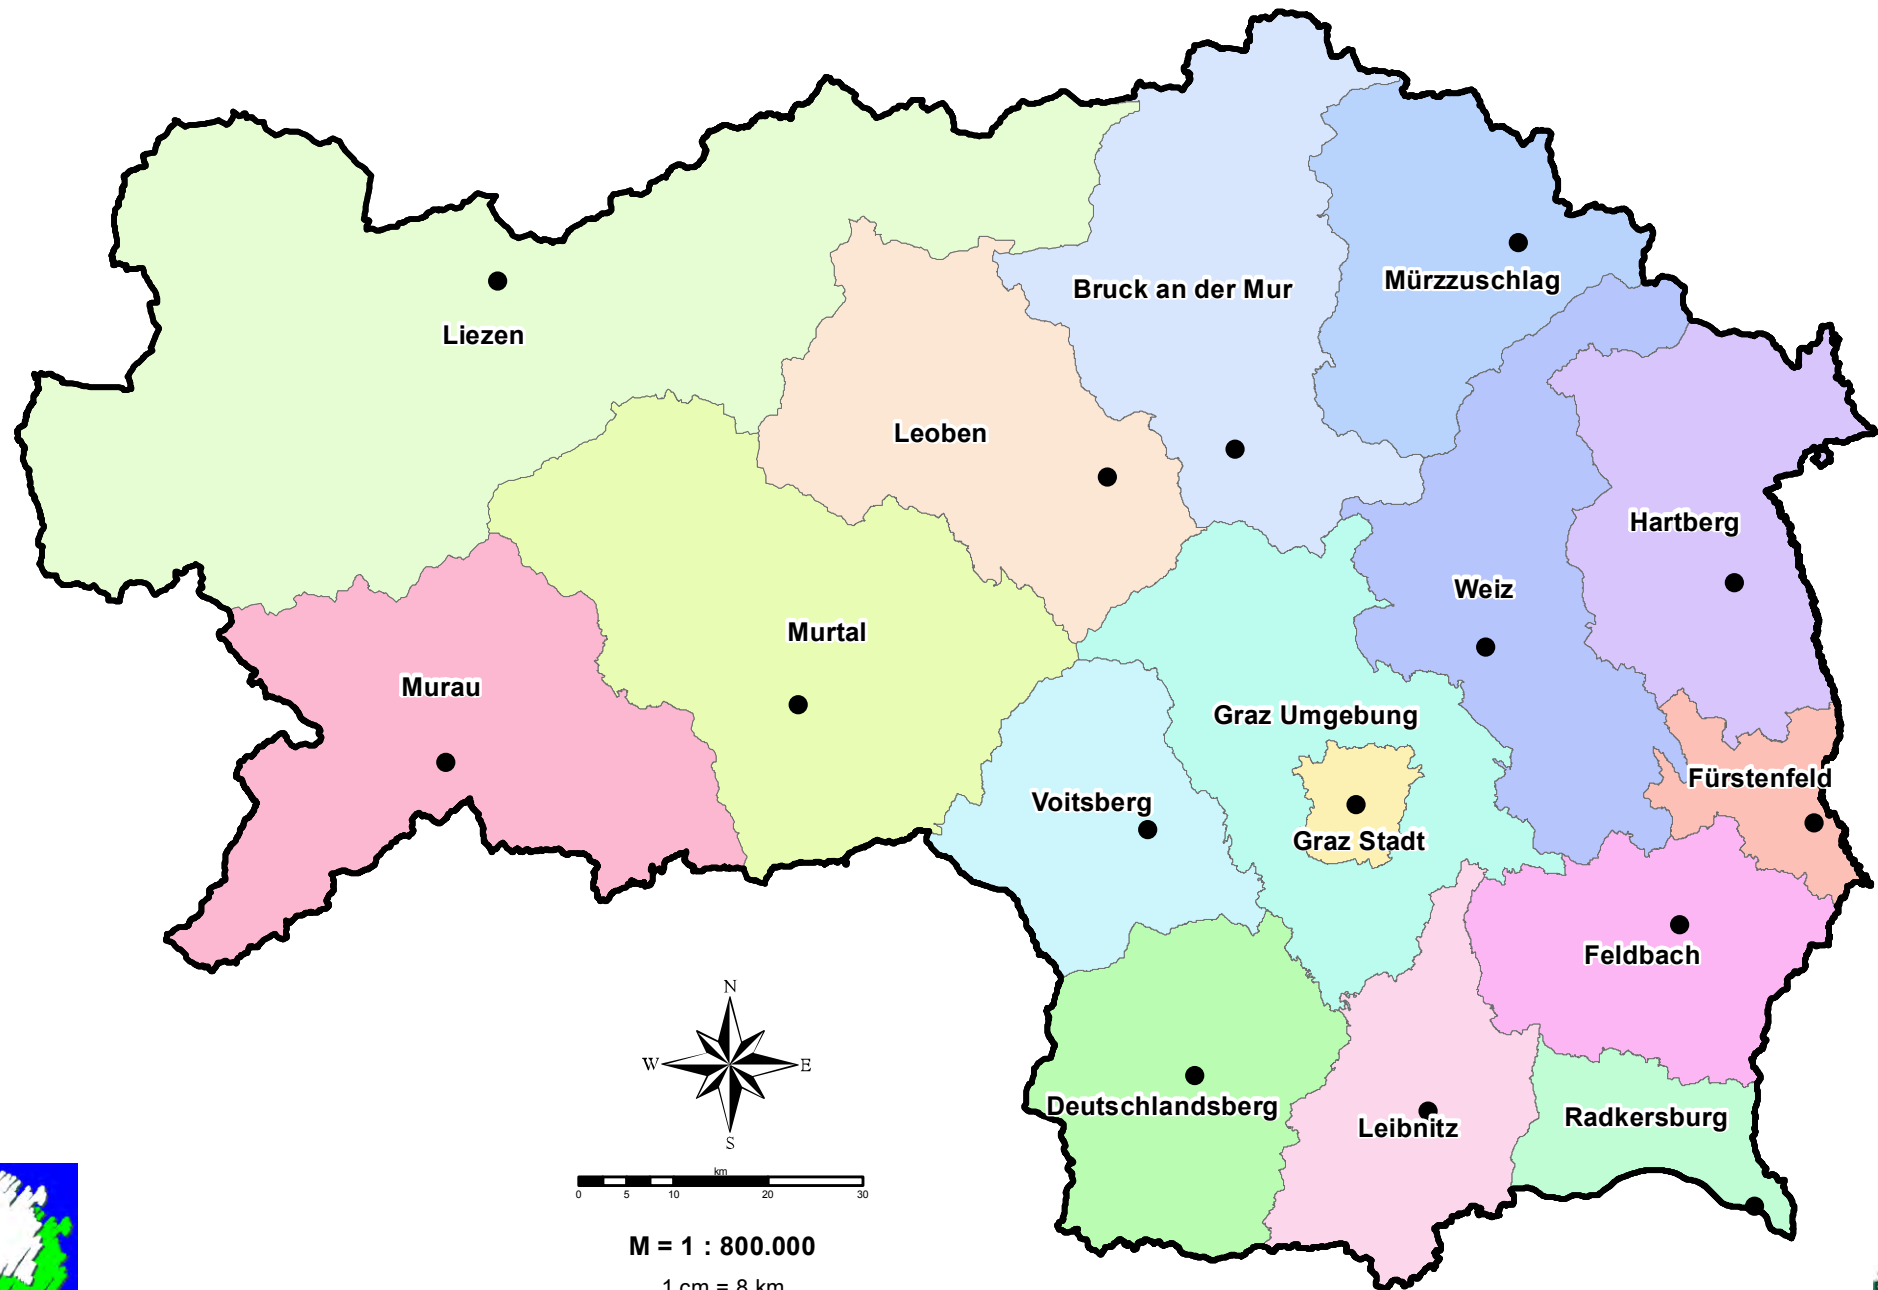 Mürzzuschlag
Bruck an der Mur
Liezen
Leoben
Hartberg
Weiz
Murtal
Murau
Graz Umgebung
Fürstenfeld
Voitsberg
Graz Stadt
Feldbach
N
W
E
S
Deutschlandsberg
Leibnitz
Radkersburg
km
0 5 10 20 30
M = 1 : 800.000
1 cm = 8 km